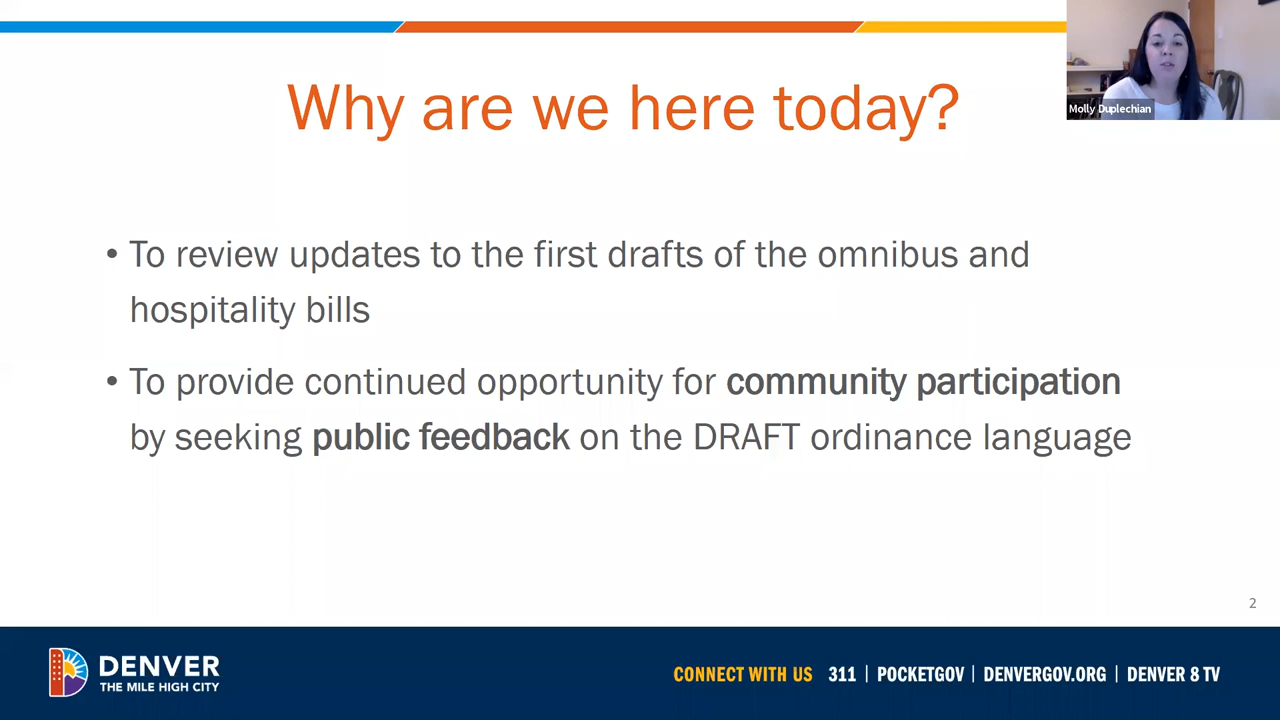 Why are we here today?
Molly Duplechian
• To review updates to the first drafts of the omnibus and
hospitality bills
• To provide continued opportunity for community participation
by seeking public feedback on the DRAFT ordinance language
2
DENVER
THE MILE HIGH CITY
CONNECT WITH US 311 | POCKETGOV | DENVERGOV.ORG | DENVER 8 TV